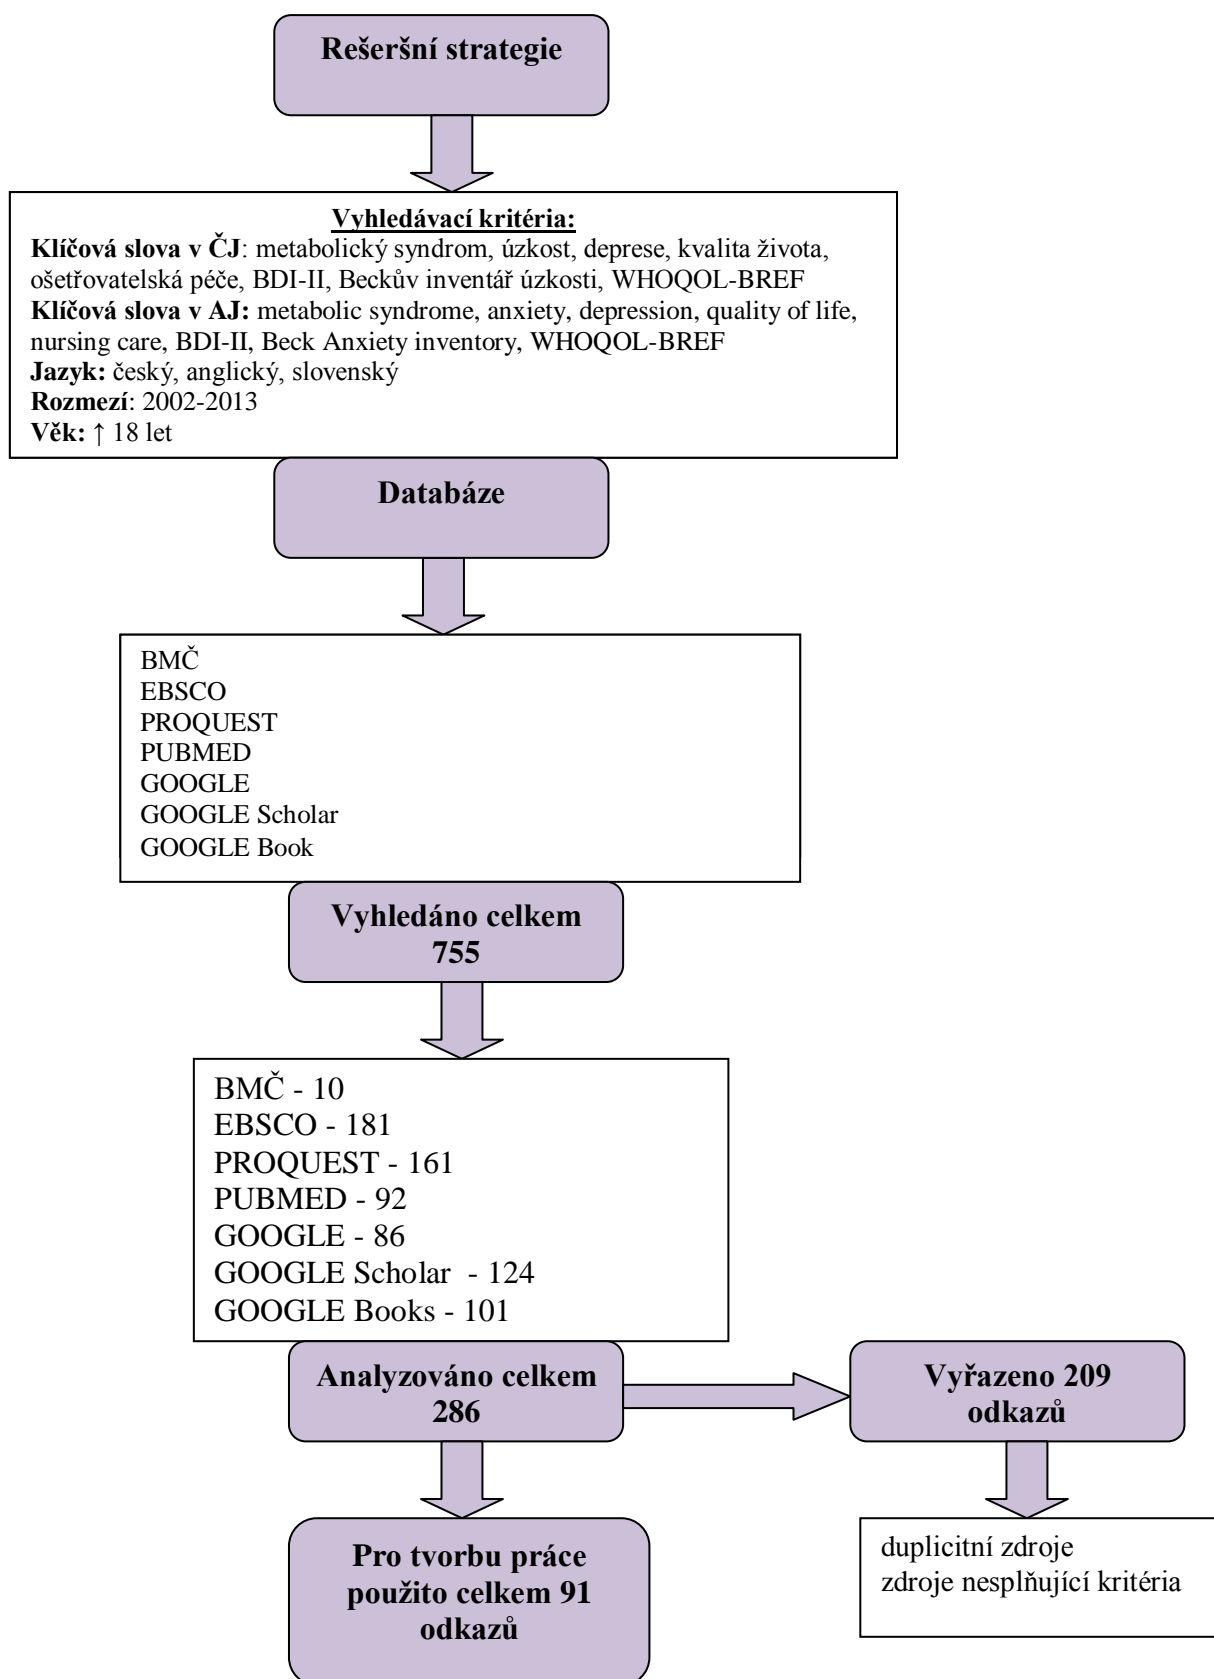 Rešeršní strategie
Vyhledávací kritéria:
Klíčová slova v ČJ: metabolický syndrom, úzkost, deprese, kvalita života,
ošetřovatelská péče, BDI-II, Beckův inventář úzkosti, WHOQOL-BREF
Klíčová slova v AJ: metabolic syndrome, anxiety, depression, quality of life,
nursing care, BDI-II, Beck Anxiety inventory, WHOQOL-BREF
Jazyk: český, anglický, slovenský
Rozmezí: 2002-2013
Věk: ↑ 18 let
Databáze
BMČ
EBSCO
PROQUEST
PUBMED
GOOGLE
GOOGLE Scholar
GOOGLE Book
Vyhledáno celkem
755
BMČ - 10
EBSCO - 181
PROQUEST - 161
PUBMED - 92
GOOGLE - 86
GOOGLE Scholar  - 124
GOOGLE Books - 101
Analyzováno celkem
286
Vyřazeno 209
odkazů
Pro tvorbu práce
použito celkem 91
odkazů
duplicitní zdroje
zdroje nesplňující kritéria